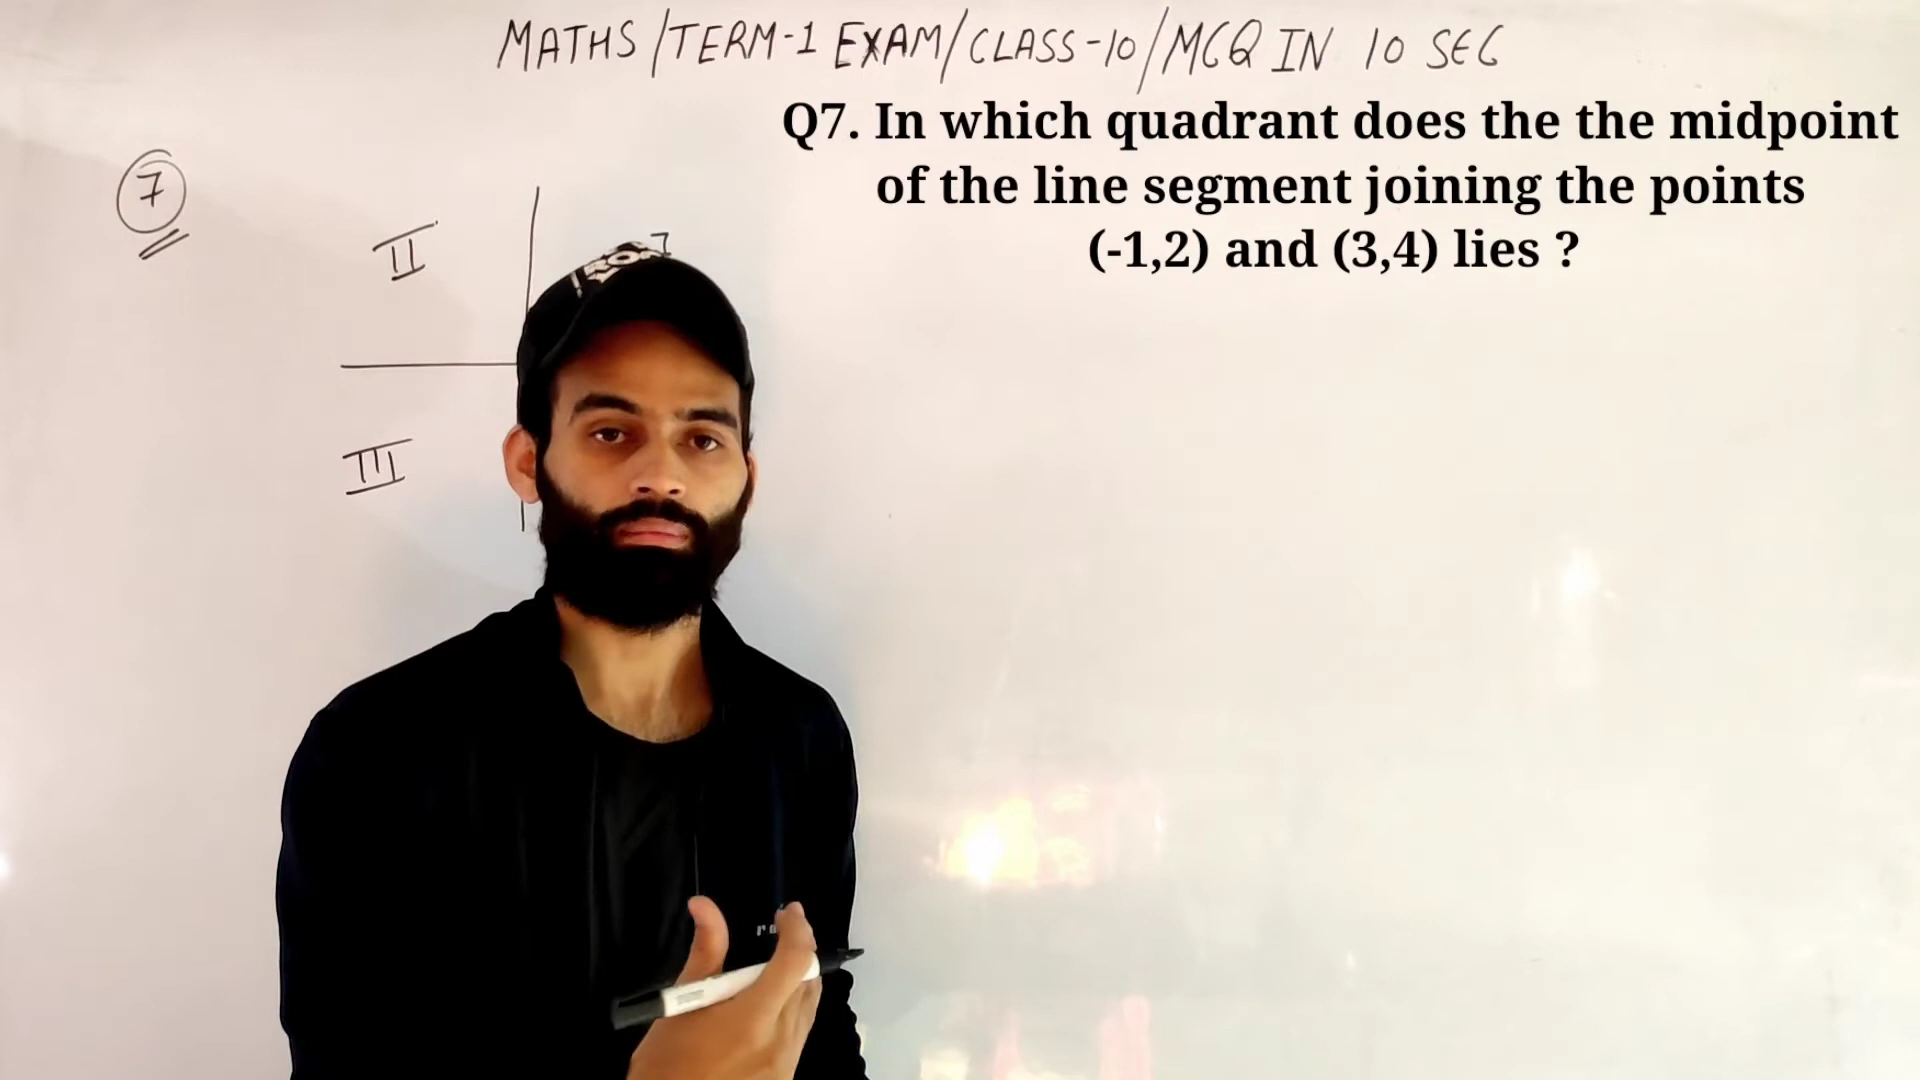 MATHS/TERM-1 EXAM/CLASS-10/MCQ IN 10 SEC
Q7. In which quadrant does the the midpoint
of the line segment joining the points
(-1,2) and (3,4) lies ?
7
II
III